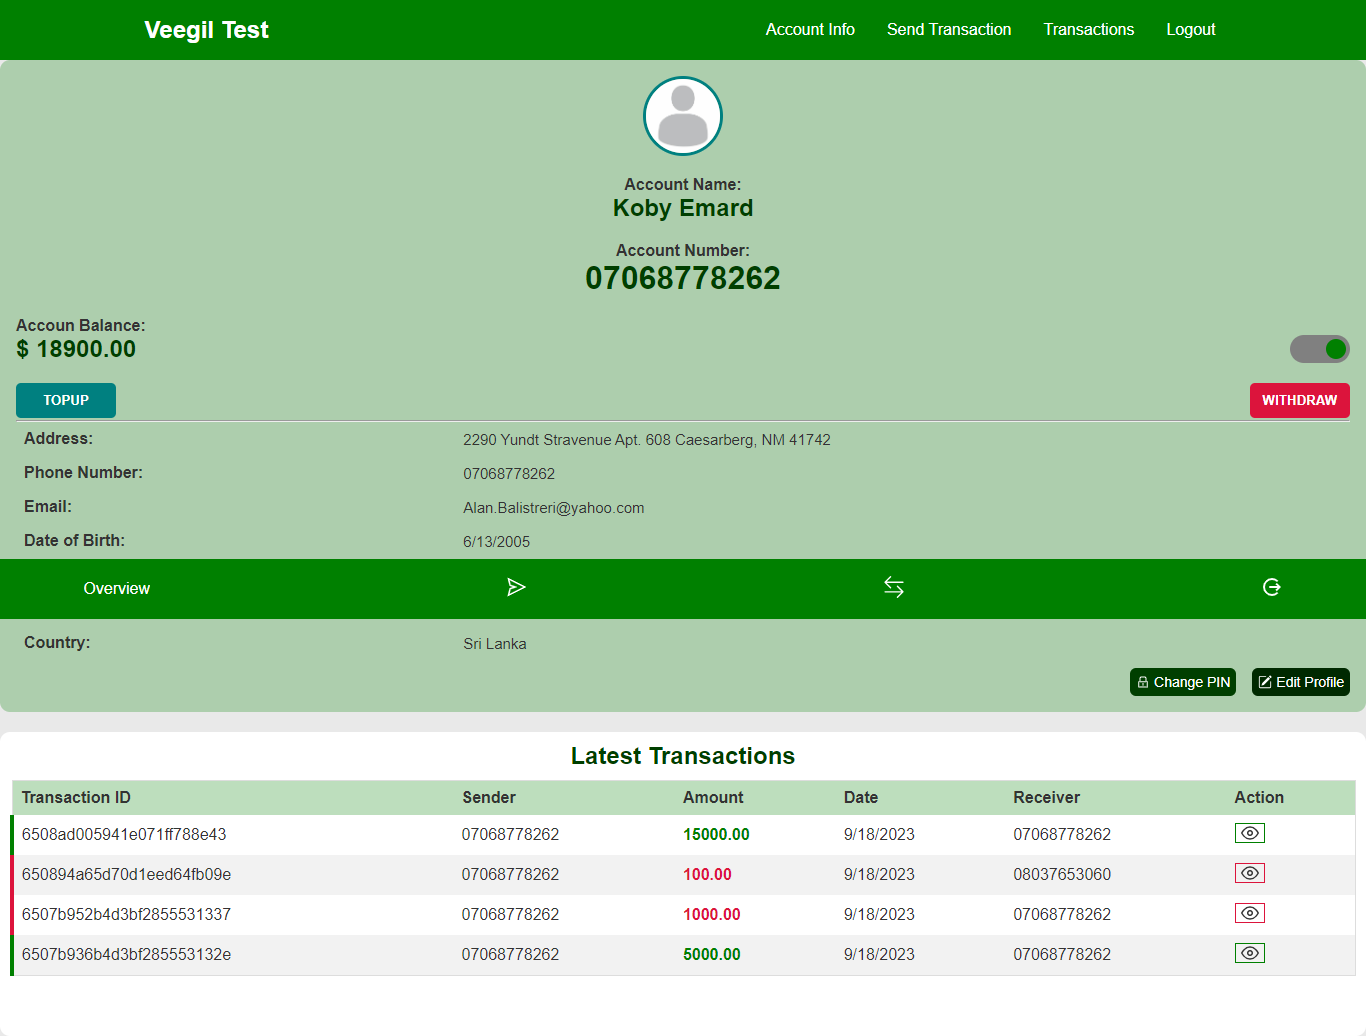 Veegil Test Account Info Send Transaction Transactions Logout
Account Name:
Koby Emard
Account Number:
07068778262
Accoun Balance:
$ 18900.00
TOPUP WITHDRAW
Address: 2290 Yundt Stravenue Apt. 608 Caesarberg, NM 41742
Phone Number: 07068778262
Email: Alan.Balistreri@yahoo.com
Date of Birth: 6/13/2005
Overview
Country: Sri Lanka
Change PIN Edit Profile
Latest Transactions
Transaction ID Sender Amount Date Receiver Action
6508ad005941e071ff788e43 07068778262 15000.00 9/18/2023 07068778262
650894a65d70d1eed64fb09e 07068778262 100.00 9/18/2023 08037653060
6507b952b4d3bf2855531337 07068778262 1000.00 9/18/2023 07068778262
6507b936b4d3bf285553132e 07068778262 5000.00 9/18/2023 07068778262